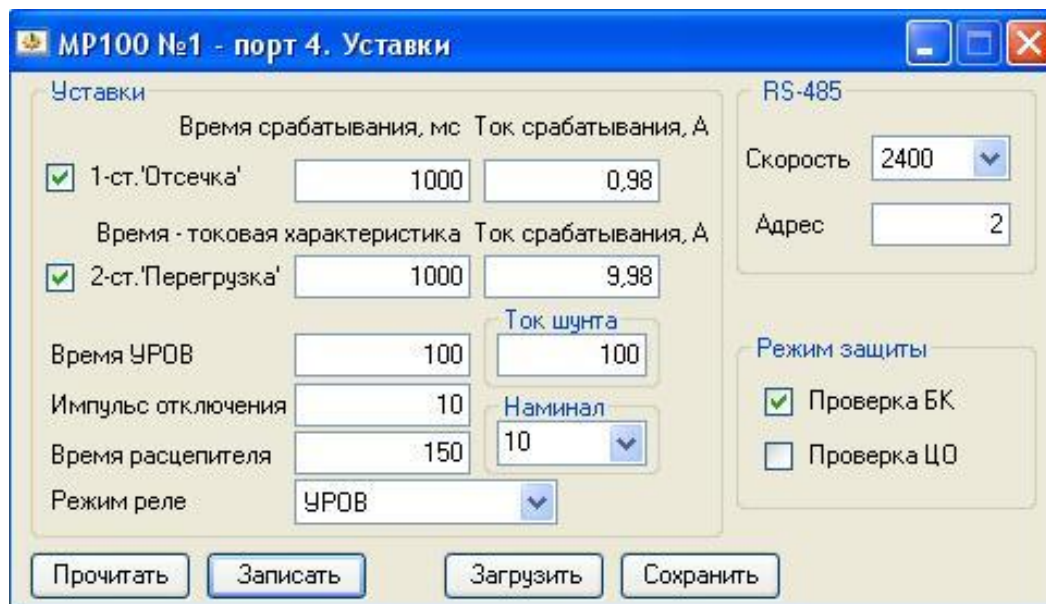 МР100 №1 - порт 4. Уставки
Уставки
Время срабатывания, мс Ток срабатывания, А
1-ст.'Отсечка' 1000 0,98
Время - токовая характеристика Ток срабатывания, А
2-ст.'Перегрузка' 1000 9,98
Ток шунта
Время УРОВ 100 100
Импульс отключения 10
Наминал
10
Время расцепителя 150
Режим реле УРОВ
RS-485
Скорость 2400
Адрес 2
Режим защиты
Проверка БК
Проверка ЦО
Прочитать Записать Загрузить Сохранить